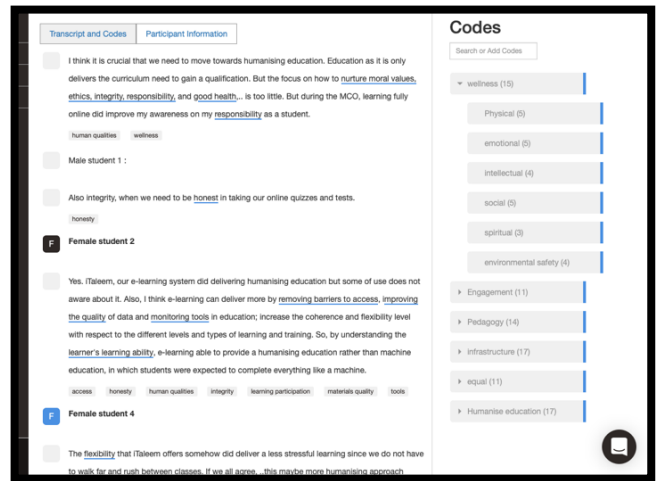 Transcript and Codes
Participant Information
I think it is crucial that we need to move towards humanising education. Education as it is only
delivers the curriculum need to gain a qualification. But the focus on how to nurture moral values,
ethics, integrity, responsibility, and good health,.. is too little. But during the MCO, learning fully
online did improve my awareness on my responsibility as a student.
human qualities
wellness
Male student 1 :
Also integrity, when we need to be honest in taking our online quizzes and tests.
honesty
F
Female student 2
Yes. iTaleem, our e-learning system did delivering humanising education but some of use does not
aware about it. Also, I think e-learning can deliver more by removing barriers to access, improving
the quality of data and monitoring tools in education; increase the coherence and flexibility level
with respect to the different levels and types of learning and training. So, by understanding the
learner's learning ability, e-learning able to provide a humanising education rather than machine
education, in which students were expected to complete everything like a machine.
access
honesty
human qualities
integrity
learning participation
materials quality
tools
F
Female student 4
The flexibility that iTaleem offers somehow did deliver a less stressful learning since we do not have
to walk far and rush between classes. If we all agree, ..this maybe more humanising approach
Codes
Search or Add Codes
wellness (15)
Physical (5)
emotional (5)
intellectual (4)
social (5)
spiritual (3)
environmental safety (4)
Engagement (11)
Pedagogy (14)
infrastructure (17)
equal (11)
Humanise education (17)